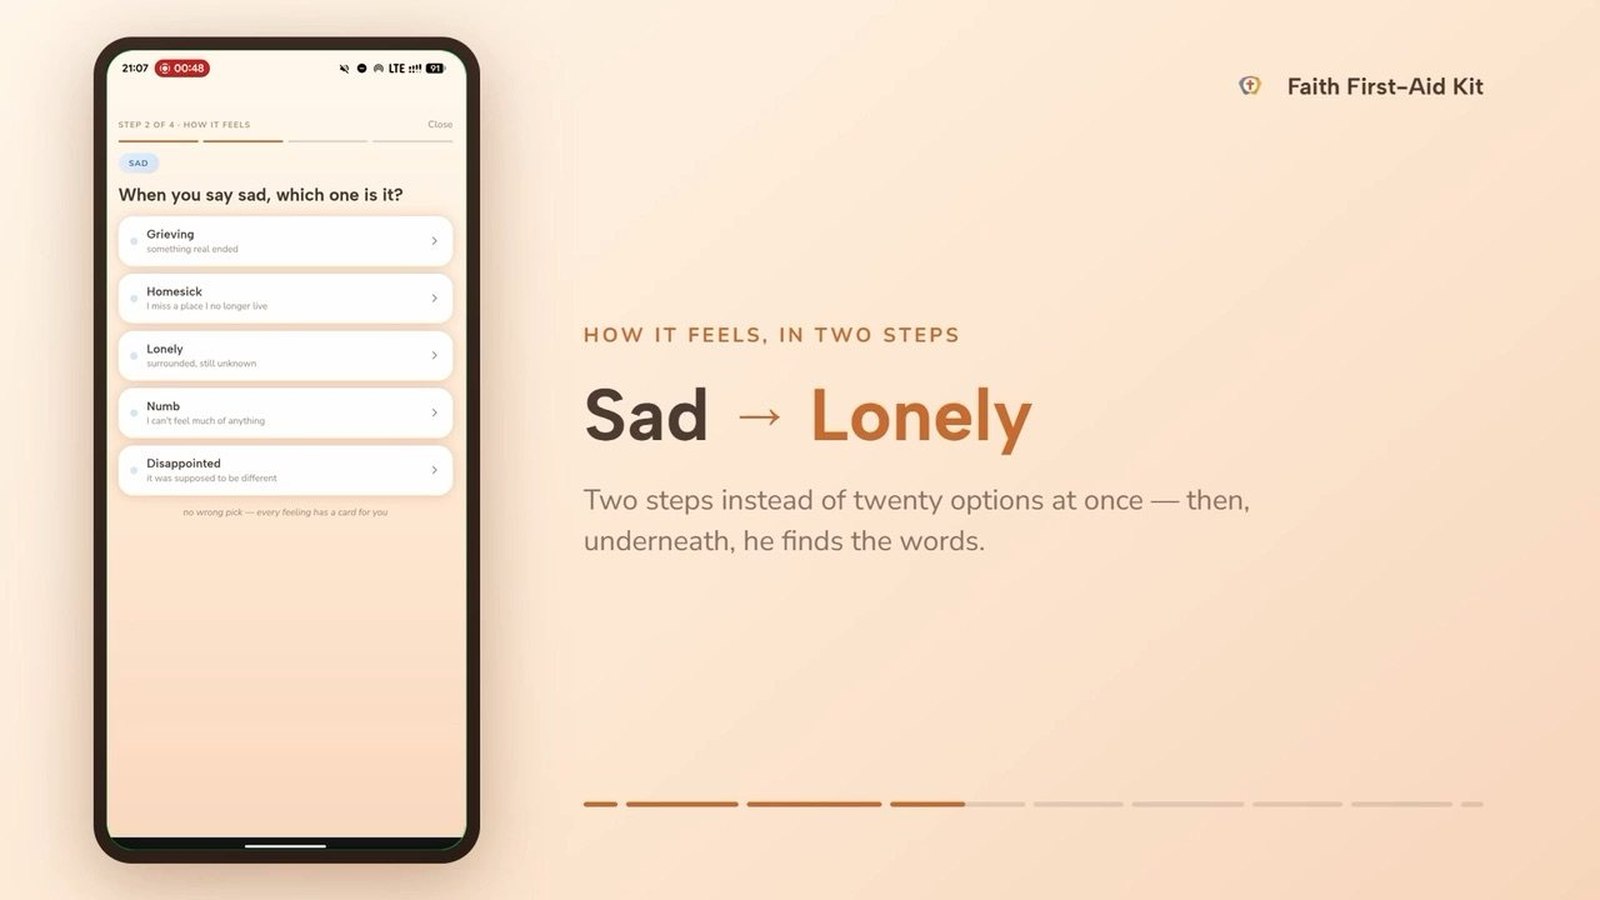 21:07 00:48 LTE 91
STEP 2 OF 4 · HOW IT FEELS Close
SAD
When you say sad, which one is it?
Grieving
something real ended
Homesick
I miss a place I no longer live
Lonely
surrounded, still unknown
Numb
I can't feel much of anything
Disappointed
it was supposed to be different
no wrong pick — every feeling has a card for you
Faith First-Aid Kit
HOW IT FEELS, IN TWO STEPS
Sad → Lonely
Two steps instead of twenty options at once — then,
underneath, he finds the words.